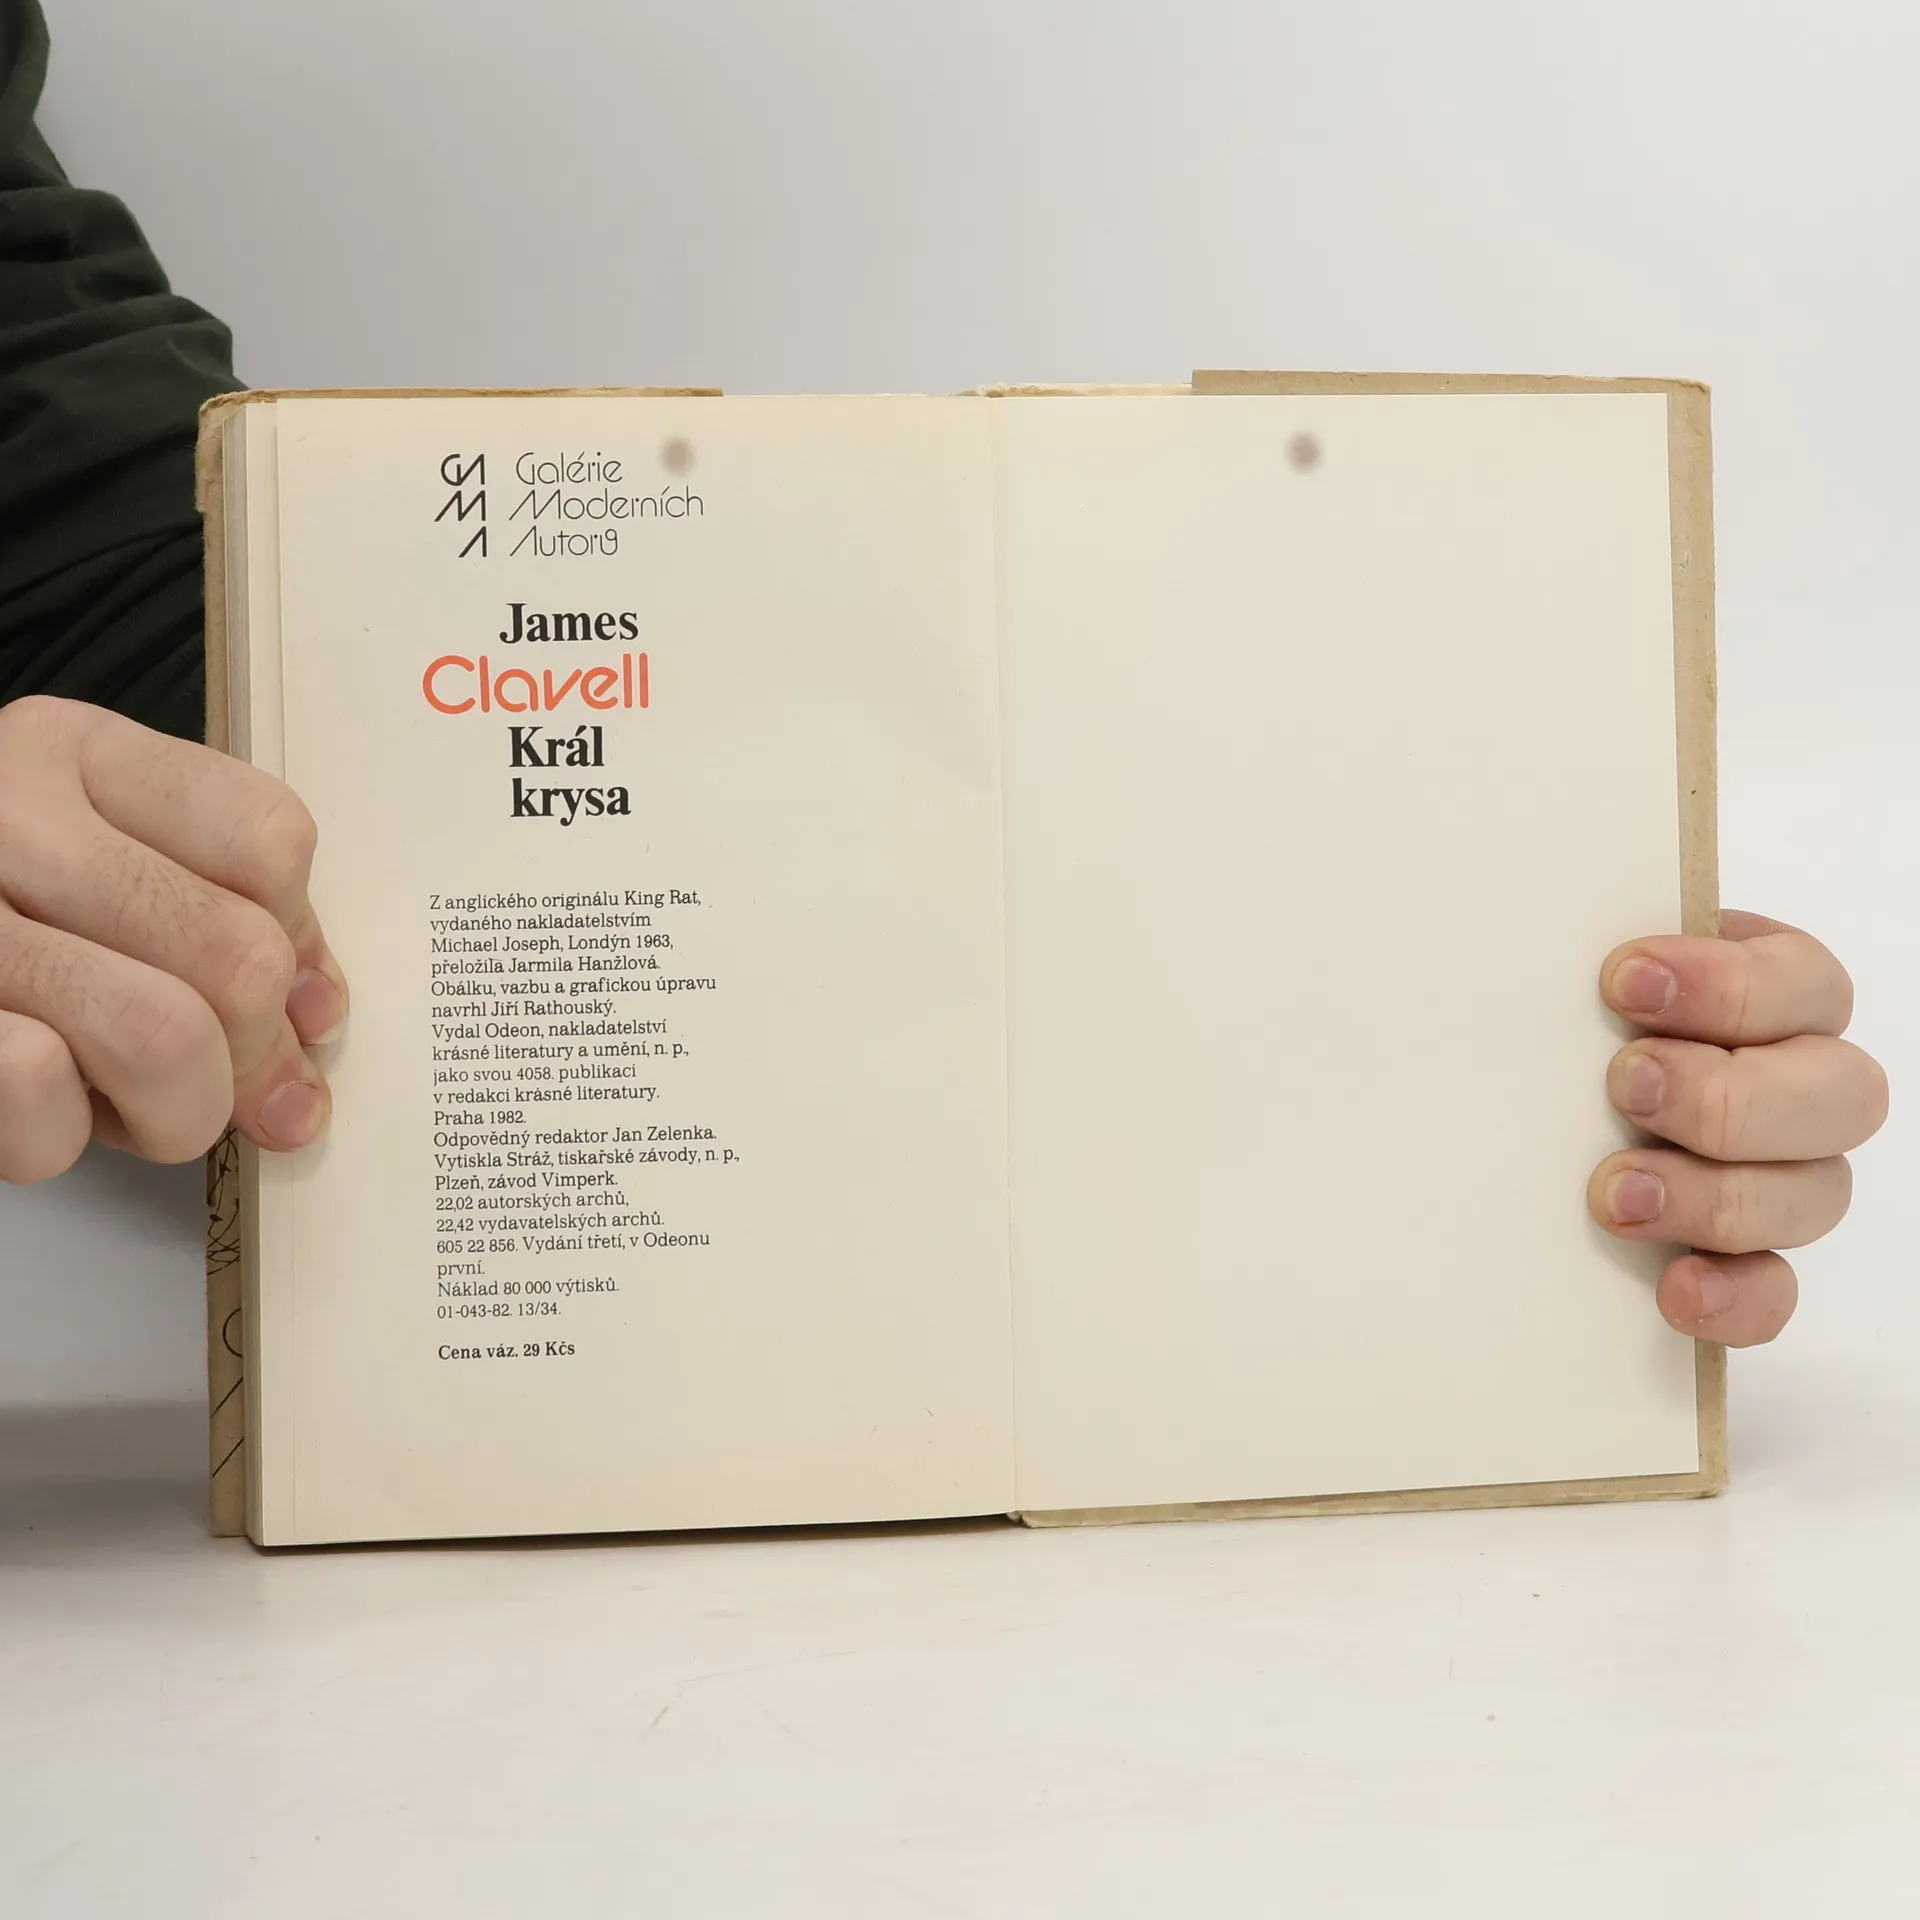 GMA Galérie
Moderních
Autorů
James
Clavell
Král
krysa
Z anglického originálu King Rat,
vydaného nakladatelstvím
Michael Joseph, Londýn 1963,
přeložila Jarmila Hanžlová.
Obálku, vazbu a grafickou úpravu
navrhl Jiří Rathouský.
Vydal Odeon, nakladatelství
krásné literatury a umění, n. p.,
jako svou 4058. publikaci
v redakci krásné literatury.
Praha 1982.
Odpovědný redaktor Jan Zelenka.
Vytiskla Stráž, tiskařské závody, n. p.,
Plzeň, závod Vimperk.
22,02 autorských archů,
22,42 vydavatelských archů.
605 22 856. Vydání třetí, v Odeonu
první.
Náklad 80 000 výtisků.
01-043-82. 13/34.
Cena váz. 29 Kčs